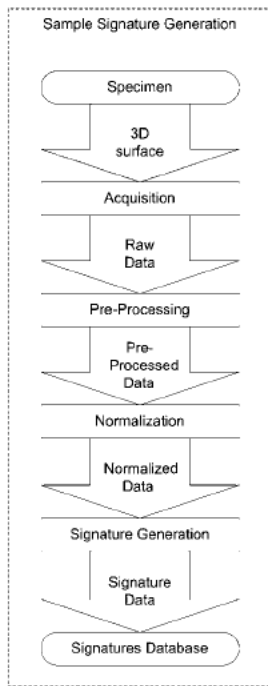 Sample Signature Generation
Specimen
3D
surface
Acquisition
Raw
Data
Pre-Processing
Pre-
Processed
Data
Normalization
Normalized
Data
Signature Generation
Signature
Data
Signatures Database